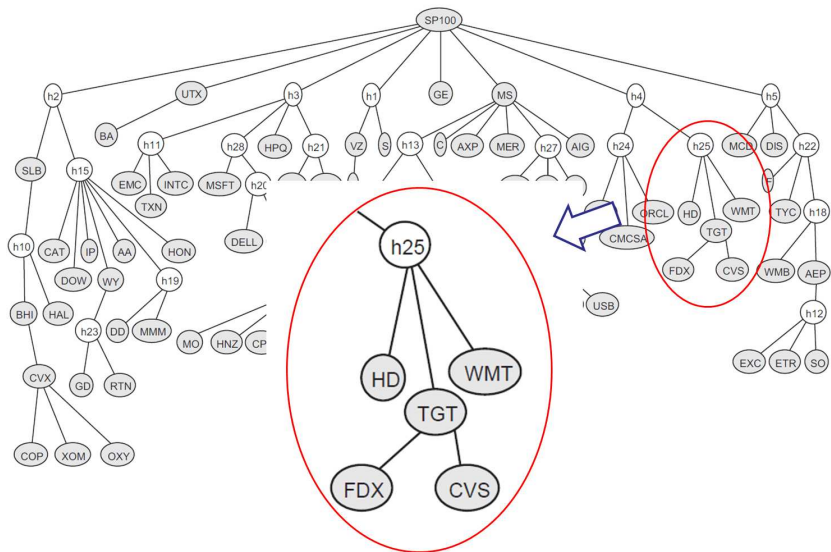 SP100
h2
UTX
h3
h1
GE
MS
h4
h5
BA
h11
h28
HPQ
h21
VZ
S
h13
C
AXP
MER
h27
AIG
h24
h25
MCD
DIS
h22
SLB
h15
EMC
INTC
TXN
MSFT
h20
ORCL
HD
WMT
TYC
h18
CMCSA
TGT
DELL
h10
CAT
IP
AA
HON
DOW
WY
h19
FDX
CVS
WMB
AEP
h25
BHI
HAL
h23
DD
MMM
MO
HNZ
USB
h12
CVX
GD
RTN
HD
WMT
TGT
EXC
ETR
SO
COP
XOM
OXY
FDX
CVS